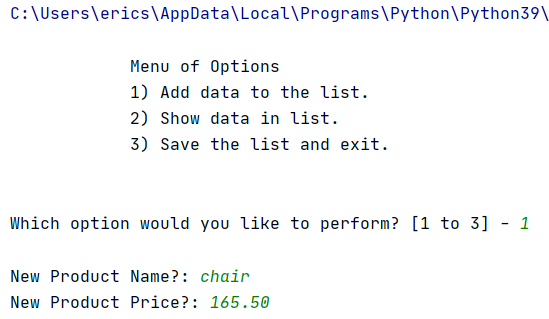 C:\Users\erics\AppData\Local\Programs\Python\Python39\
Menu of Options
1) Add data to the list.
2) Show data in list.
3) Save the list and exit.
Which option would you like to perform? [1 to 3] - 1
New Product Name?: chair
New Product Price?: 165.50